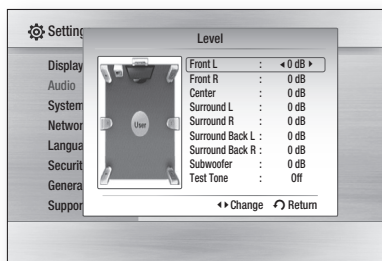 Setting
Level
Display
Audio
System
Networ
Langua
Securit
Genera
Suppor
User
Front L : ◀ 0 dB ▶
Front R : 0 dB
Center : 0 dB
Surround L : 0 dB
Surround R : 0 dB
Surround Back L : 0 dB
Surround Back R : 0 dB
Subwoofer : 0 dB
Test Tone : Off
◀▶ Change ↶ Return